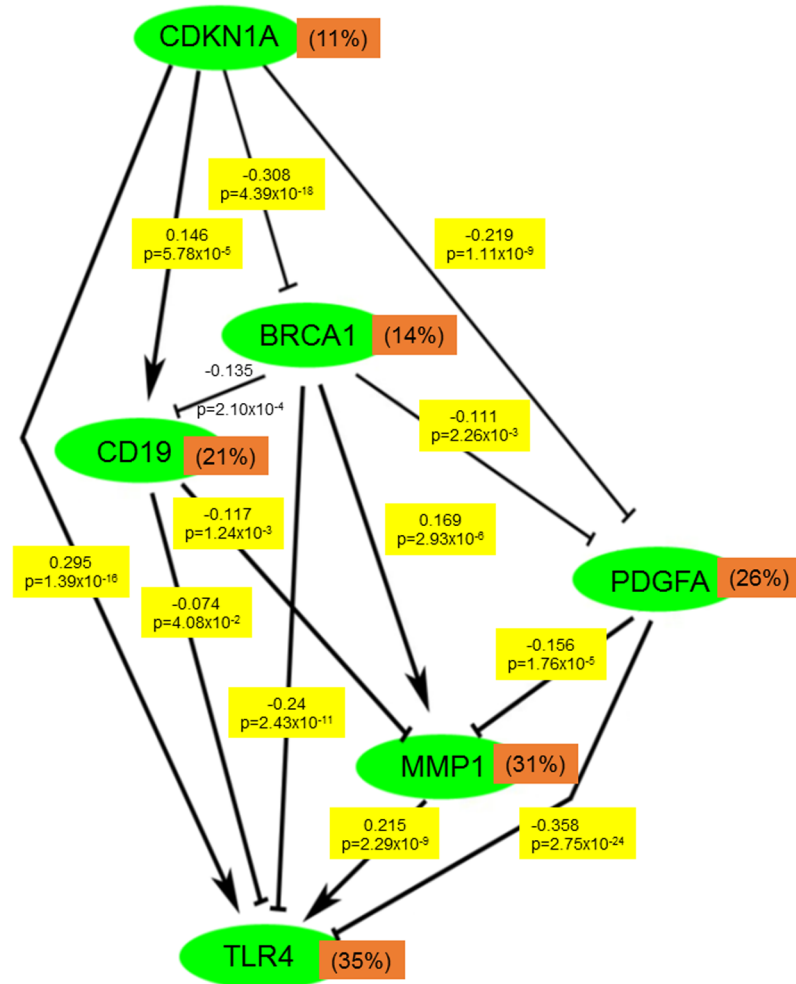 CDKN1A (11%)
-0.308
p=4.39x10⁻¹⁸
0.146
p=5.78x10⁻⁵
-0.219
p=1.11x10⁻⁹
BRCA1 (14%)
-0.135
p=2.10x10⁻⁴
-0.111
p=2.26x10⁻³
CD19 (21%)
-0.117
p=1.24x10⁻³
0.169
p=2.93x10⁻⁶
0.295
p=1.39x10⁻¹⁶
PDGFA (26%)
-0.074
p=4.08x10⁻²
-0.156
p=1.76x10⁻⁵
-0.24
p=2.43x10⁻¹¹
MMP1 (31%)
0.215
p=2.29x10⁻⁹
-0.358
p=2.75x10⁻²⁴
TLR4 (35%)